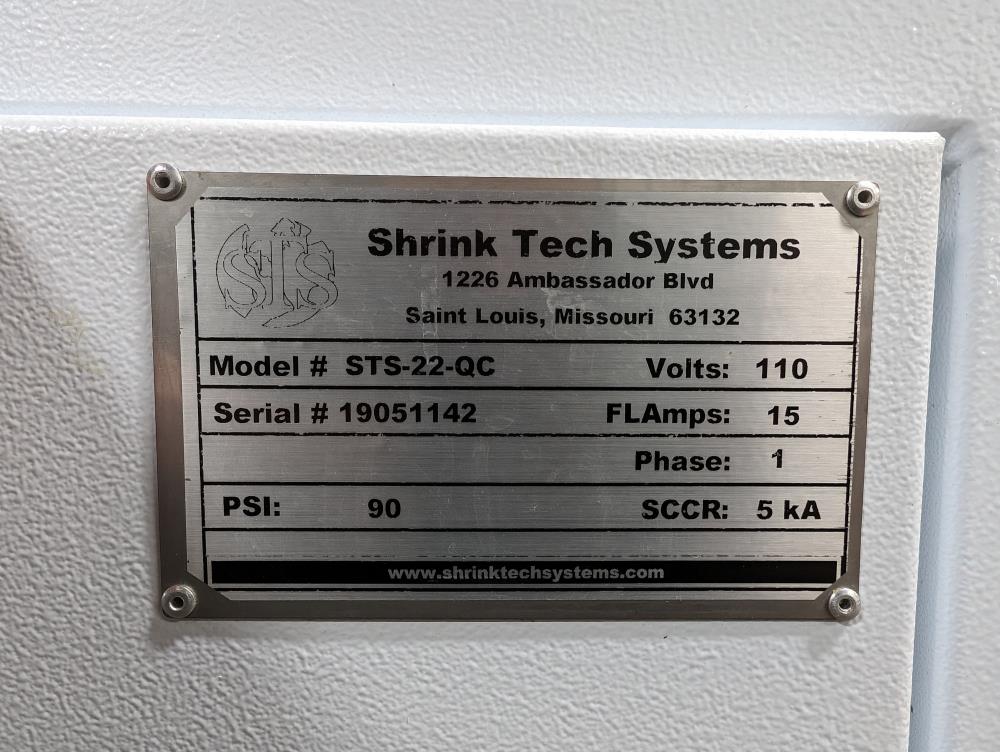 STS
Shrink Tech Systems
1226 Ambassador Blvd
Saint Louis, Missouri 63132
Model # STS-22-QC Volts: 110
Serial # 19051142 FLAmps: 15
Phase: 1
PSI: 90 SCCR: 5 kA
www.shrinktechsystems.com